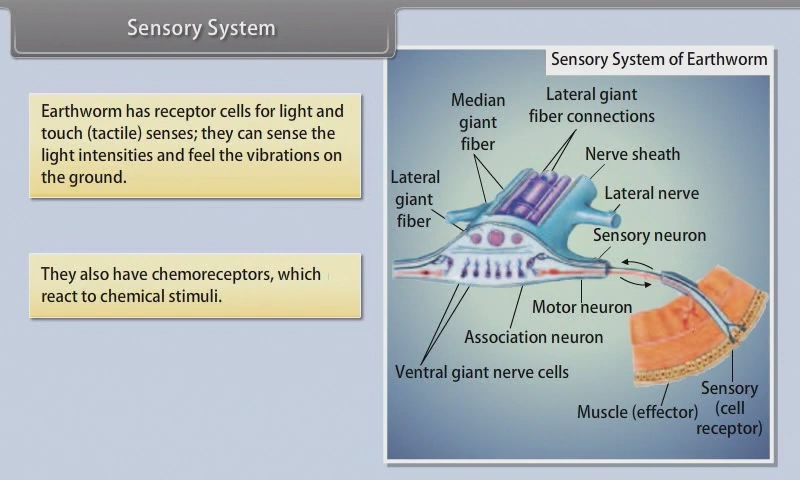 Sensory System
Earthworm has receptor cells for light and
touch (tactile) senses; they can sense the
light intensities and feel the vibrations on
the ground.
They also have chemoreceptors, which
react to chemical stimuli.
Sensory System of Earthworm
Median
giant
fiber
Lateral giant
fiber connections
Nerve sheath
Lateral
giant
fiber
Lateral nerve
Sensory neuron
Motor neuron
Association neuron
Ventral giant nerve cells
Muscle (effector)
Sensory
(cell
receptor)